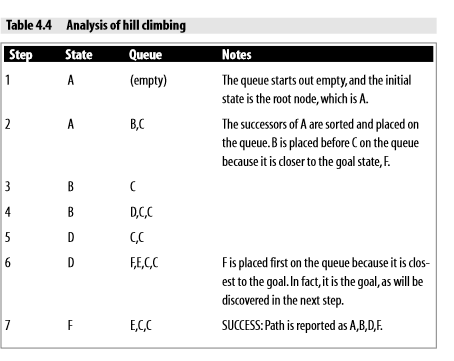 Table 4.4 Analysis of hill climbing
Step State Queue Notes
1 A (empty) The queue starts out empty, and the initial
state is the root node, which is A.
2 A B,C The successors of A are sorted and placed on
the queue. B is placed before C on the queue
because it is closer to the goal state, F.
3 B C
4 B D,C,C
5 D C,C
6 D F,E,C,C F is placed first on the queue because it is clos-
est to the goal. In fact, it is the goal, as will be
discovered in the next step.
7 F E,C,C SUCCESS: Path is reported as A,B,D,F.